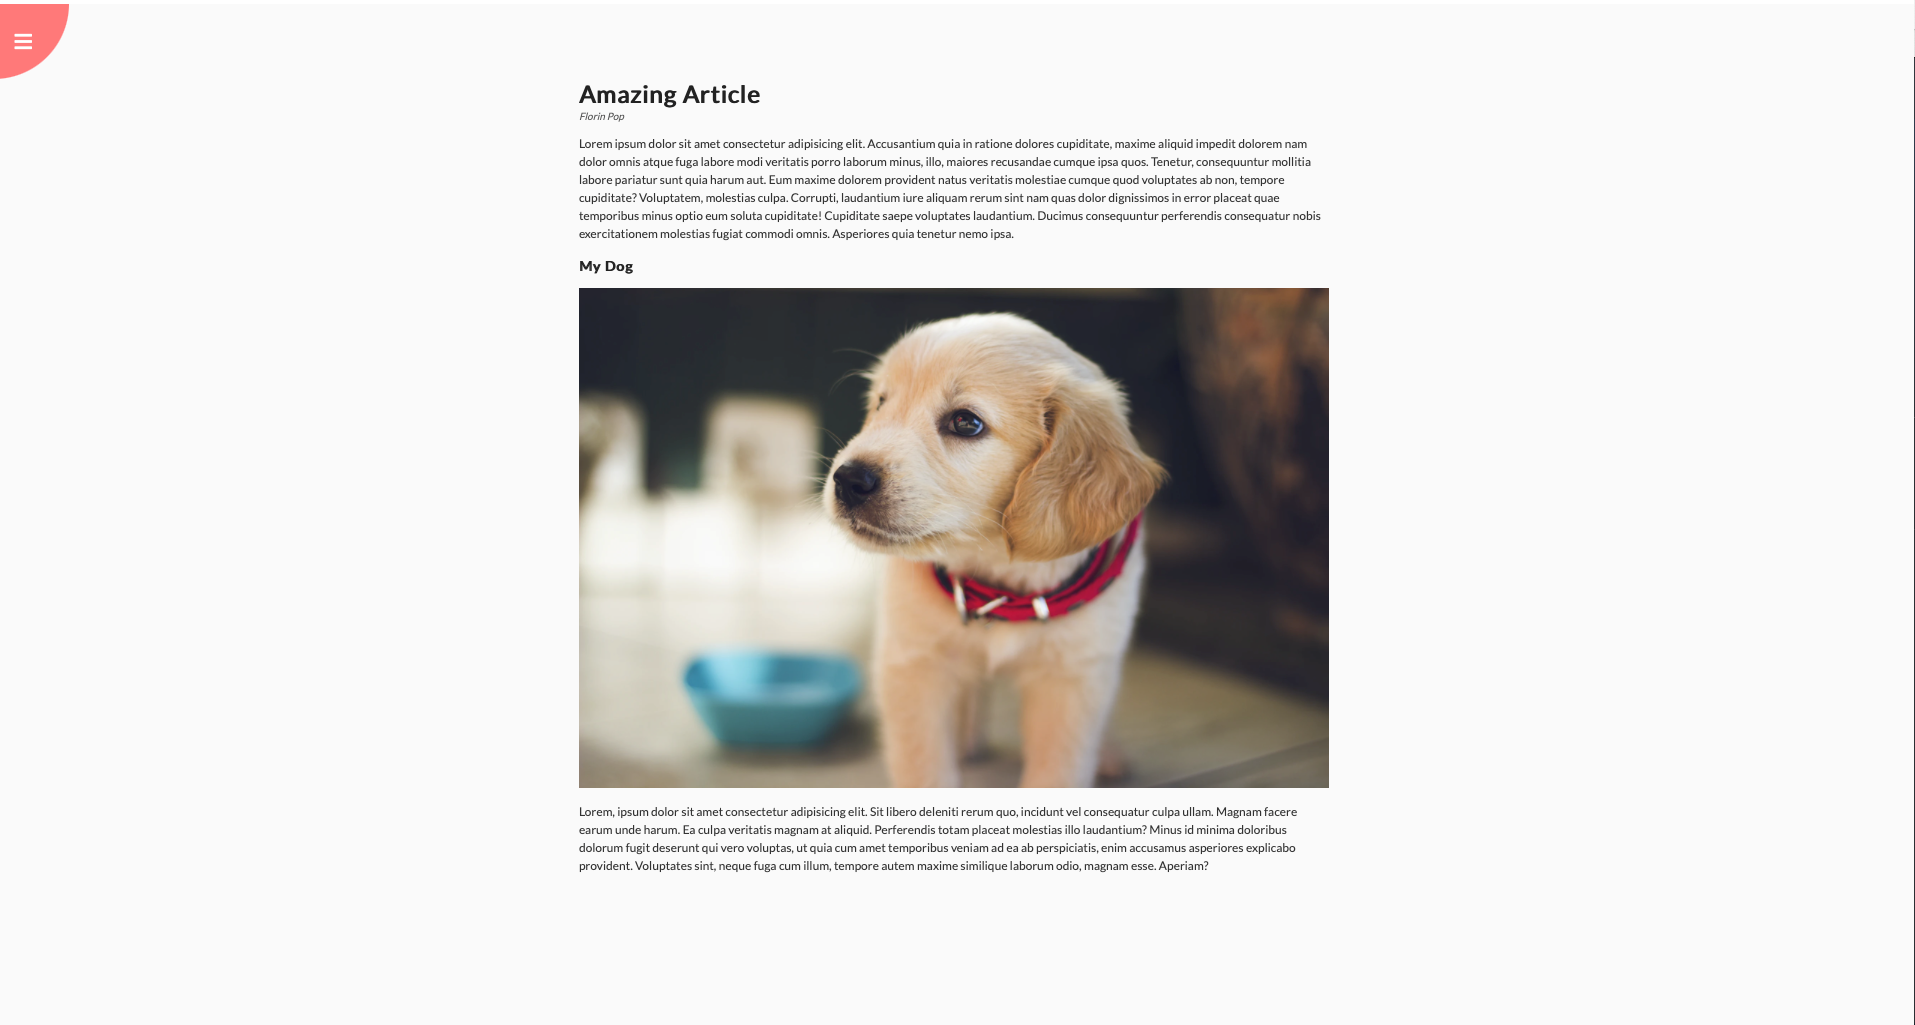 Amazing Article
Florin Pop
Lorem ipsum dolor sit amet consectetur adipisicing elit. Accusantium quia in ratione dolores cupiditate, maxime aliquid impedit dolorem nam
dolor omnis atque fuga labore modi veritatis porro laborum minus, illo, maiores recusandae cumque ipsa quos. Tenetur, consequuntur mollitia
labore pariatur sunt quia harum aut. Eum maxime dolorem provident natus veritatis molestiae cumque quod voluptates ab non, tempore
cupiditate? Voluptatem, molestias culpa. Corrupti, laudantium iure aliquam rerum sint nam quas dolor dignissimos in error placeat quae
temporibus minus optio eum soluta cupiditate! Cupiditate saepe voluptates laudantium. Ducimus consequuntur perferendis consequatur nobis
exercitationem molestias fugiat commodi omnis. Asperiores quia tenetur nemo ipsa.
My Dog
Lorem, ipsum dolor sit amet consectetur adipisicing elit. Sit libero deleniti rerum quo, incidunt vel consequatur culpa ullam. Magnam facere
earum unde harum. Ea culpa veritatis magnam at aliquid. Perferendis totam placeat molestias illo laudantium? Minus id minima doloribus
dolorum fugit deserunt qui vero voluptas, ut quia cum amet temporibus veniam ad ea ab perspiciatis, enim accusamus asperiores explicabo
provident. Voluptates sint, neque fuga cum illum, tempore autem maxime similique laborum odio, magnam esse. Aperiam?